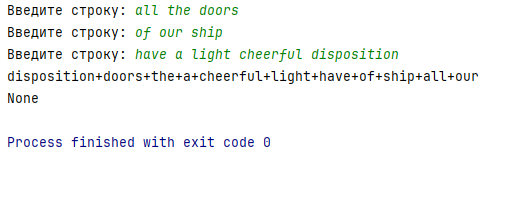 Введите строку: all the doors
Введите строку: of our ship
Введите строку: have a light cheerful disposition
disposition+doors+the+a+cheerful+light+have+of+ship+all+our
None
Process finished with exit code 0